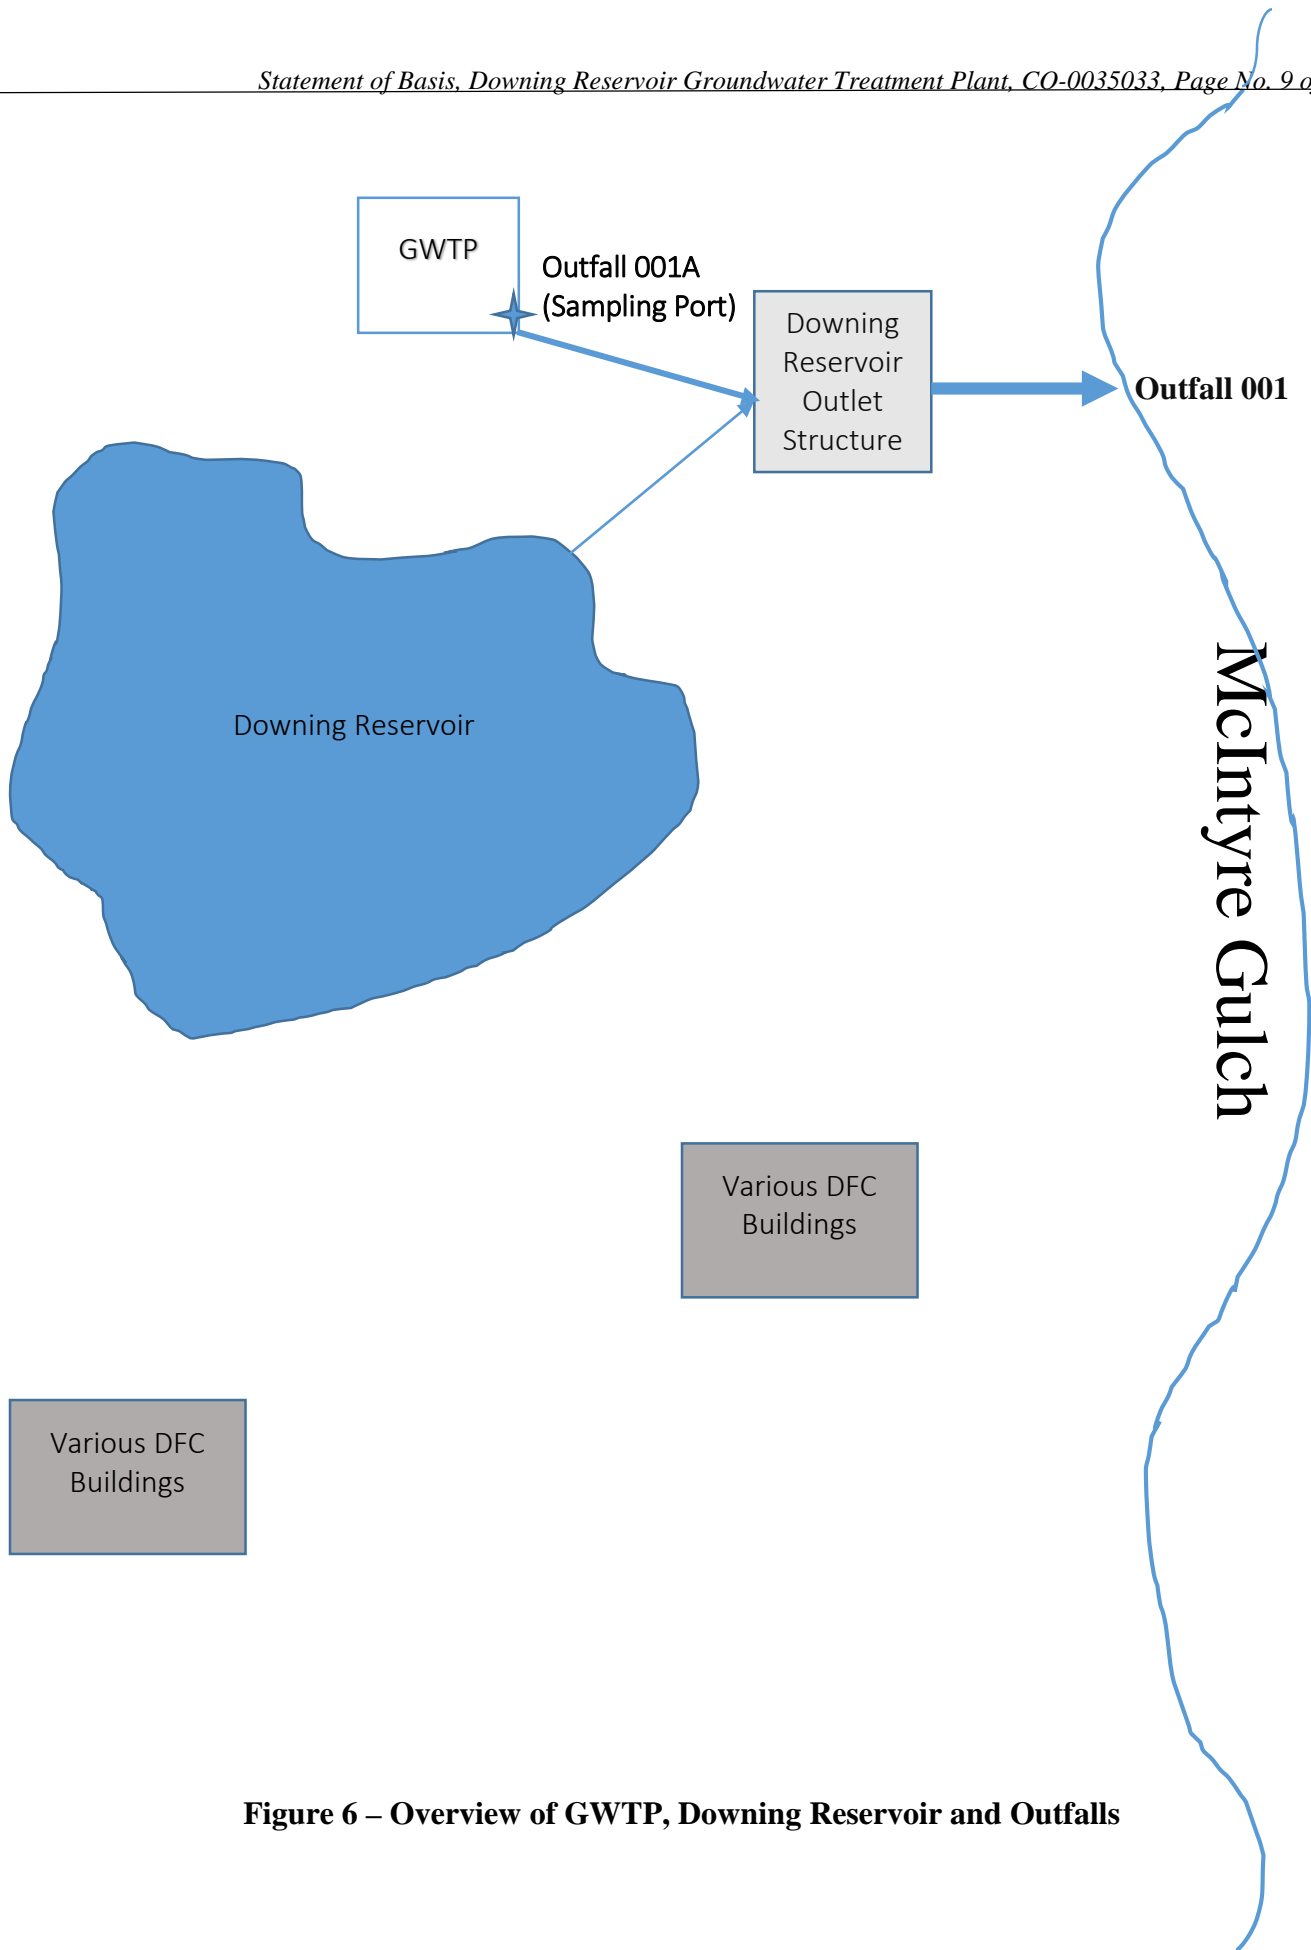 Statement of Basis, Downing Reservoir Groundwater Treatment Plant, CO-0035033, Page No. 9
GWTP
Outfall 001A
(Sampling Port)
Downing
Reservoir
Outlet
Structure
Outfall 001
Downing Reservoir
McIntyre Gulch
Various DFC
Buildings
Various DFC
Buildings
Figure 6 – Overview of GWTP, Downing Reservoir and Outfalls